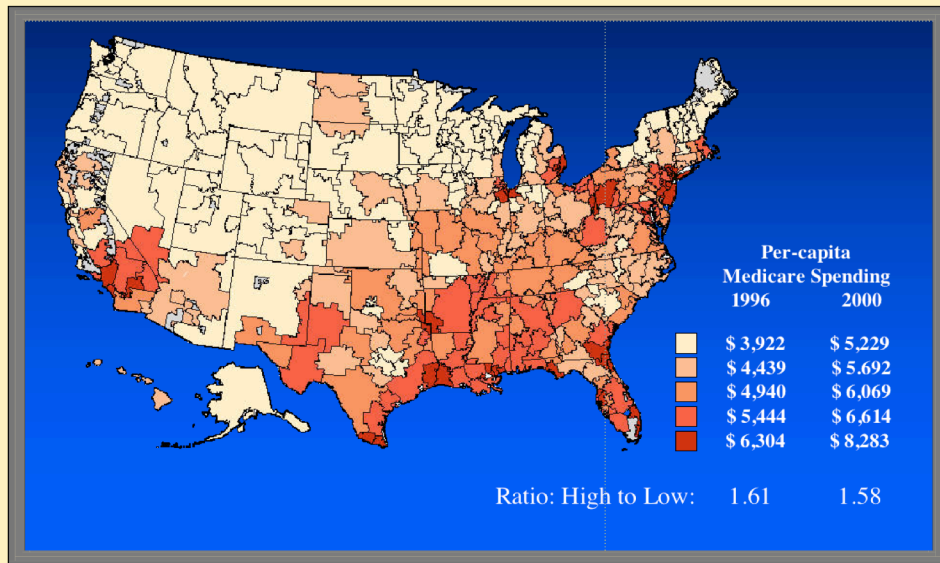 Per-capita
Medicare Spending
1996 2000
$ 3,922 $ 5,229
$ 4,439 $ 5.692
$ 4,940 $ 6,069
$ 5,444 $ 6,614
$ 6,304 $ 8,283
Ratio: High to Low: 1.61 1.58